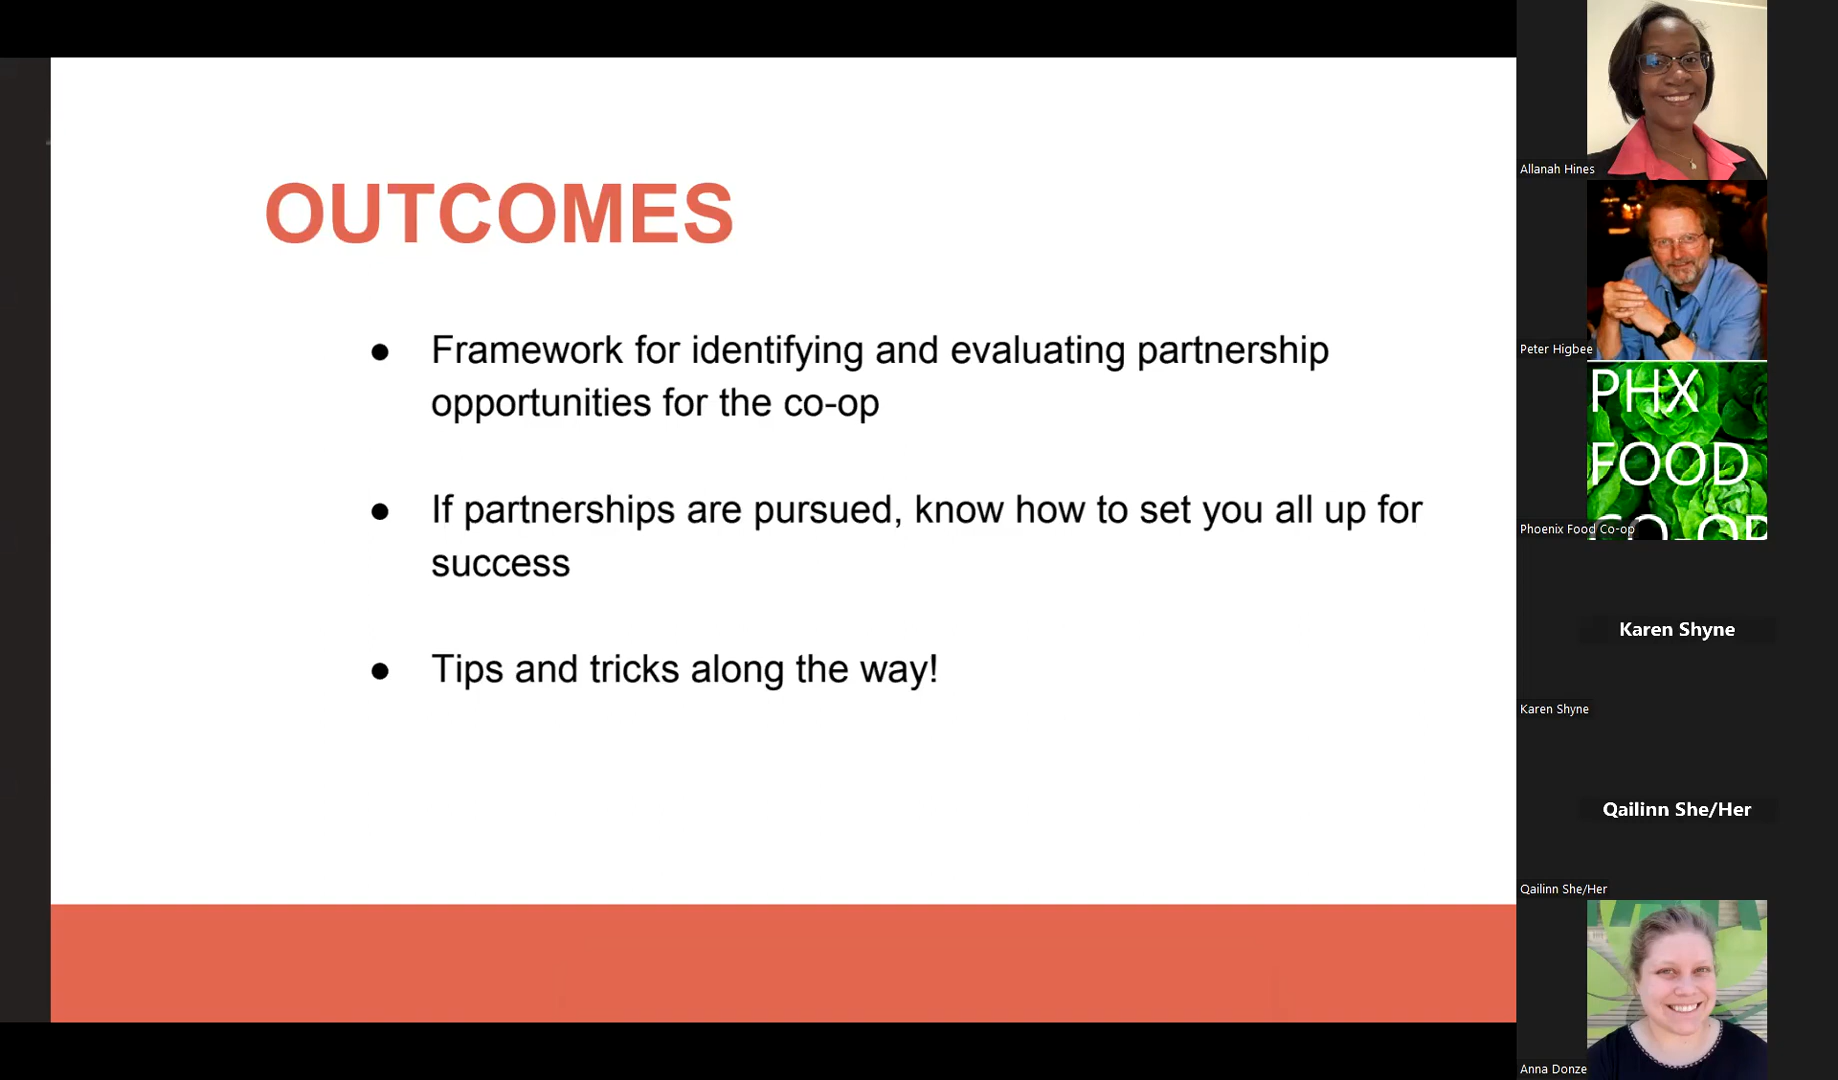 OUTCOMES
● Framework for identifying and evaluating partnership
opportunities for the co-op
● If partnerships are pursued, know how to set you all up for
success
● Tips and tricks along the way!
Allanah Hines
Peter Higbee
PHX
FOOD
CO-OP
Phoenix Food Co-op
Karen Shyne
Karen Shyne
Qailinn She/Her
Qailinn She/Her
Anna Donze